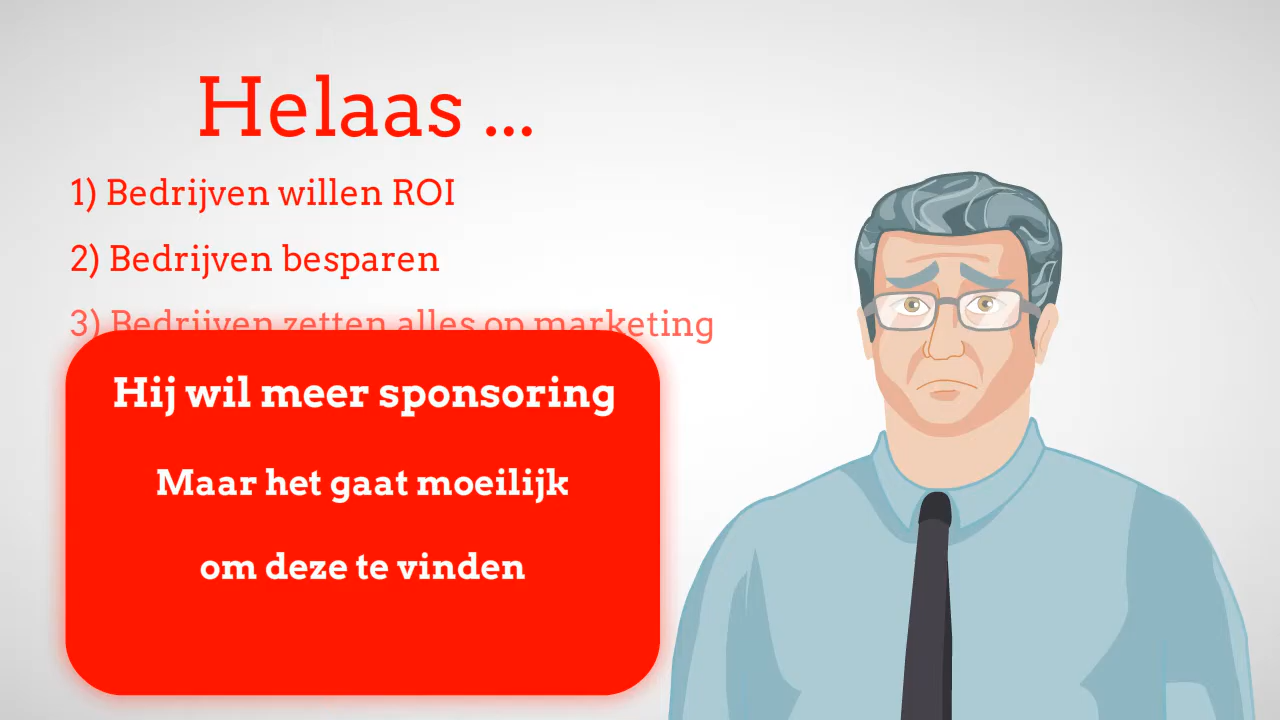 Helaas ...
1) Bedrijven willen ROI
2) Bedrijven besparen
3) Bedrijven zetten alles op marketing
Hij wil meer sponsoring
Maar het gaat moeilijk
om deze te vinden